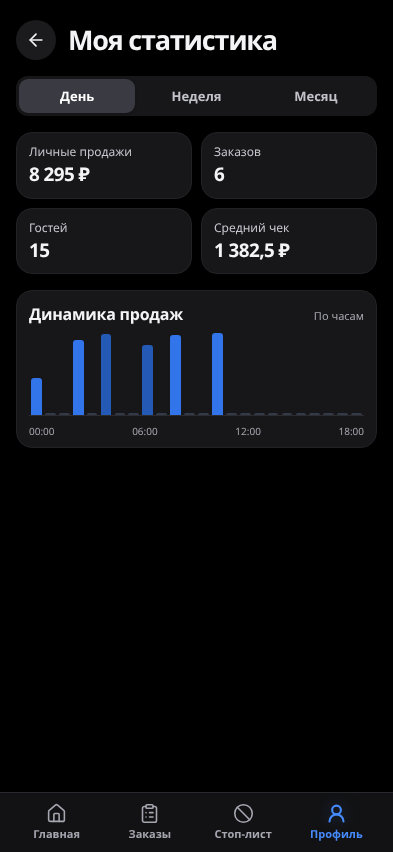 Моя статистика
День Неделя Месяц
Личные продажи
8 295 ₽
Заказов
6
Гостей
15
Средний чек
1 382,5 ₽
Динамика продаж По часам
00:00 06:00 12:00 18:00
Главная Заказы Стоп-лист Профиль